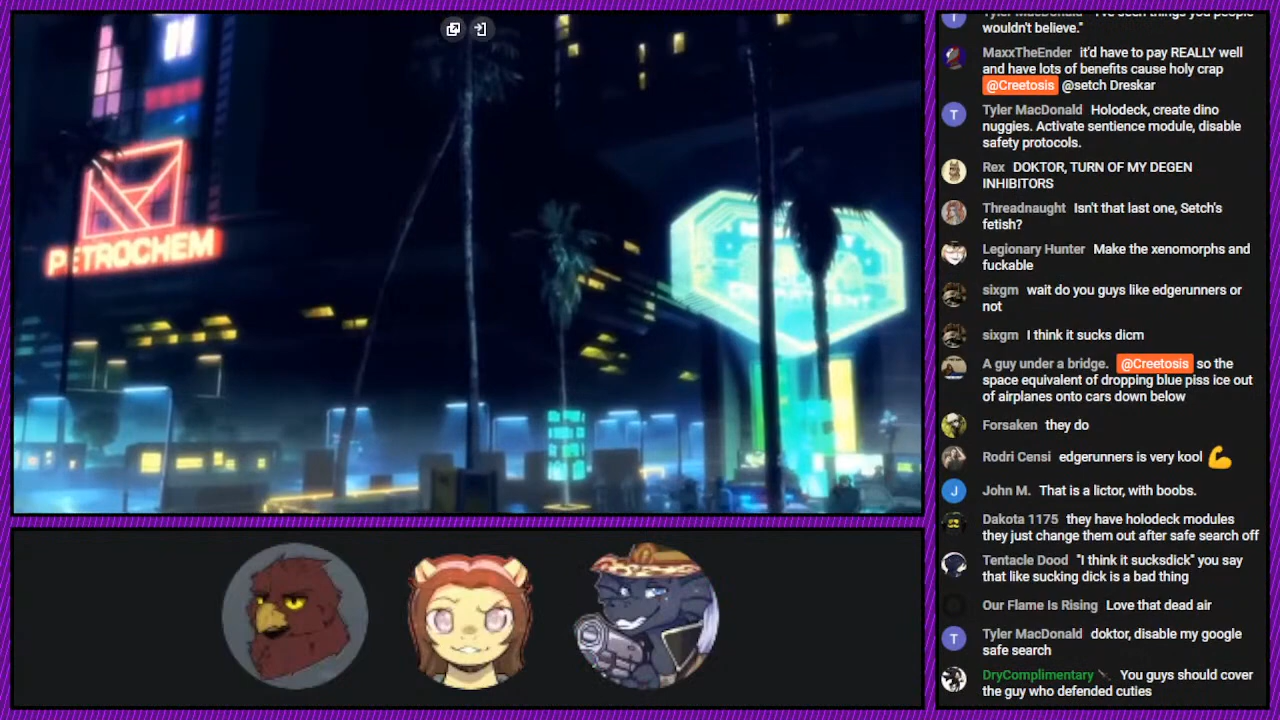 PETROCHEM
Tyler MacDonald "I've seen things you people
wouldn't believe."
MaxxTheEnder it'd have to pay REALLY well
and have lots of benefits cause holy crap
@Creetosis @setch Dreskar
T Tyler MacDonald Holodeck, create dino
nuggies. Activate sentience module, disable
safety protocols.
Rex DOKTOR, TURN OF MY DEGEN
INHIBITORS
Threadnaught Isn't that last one, Setch's
fetish?
Legionary Hunter Make the xenomorphs and
fuckable
sixgm wait do you guys like edgerunners or
not
sixgm I think it sucks dicm
A guy under a bridge. @Creetosis so the
space equivalent of dropping blue piss ice out
of airplanes onto cars down below
Forsaken they do
Rodri Censi edgerunners is very kool 💪
J John M. That is a lictor, with boobs.
Dakota 1175 they have holodeck modules
they just change them out after safe search off
Tentacle Dood "I think it sucksdick" you say
that like sucking dick is a bad thing
Our Flame Is Rising Love that dead air
T Tyler MacDonald doktor, disable my google
safe search
DryComplimentary You guys should cover
the guy who defended cuties